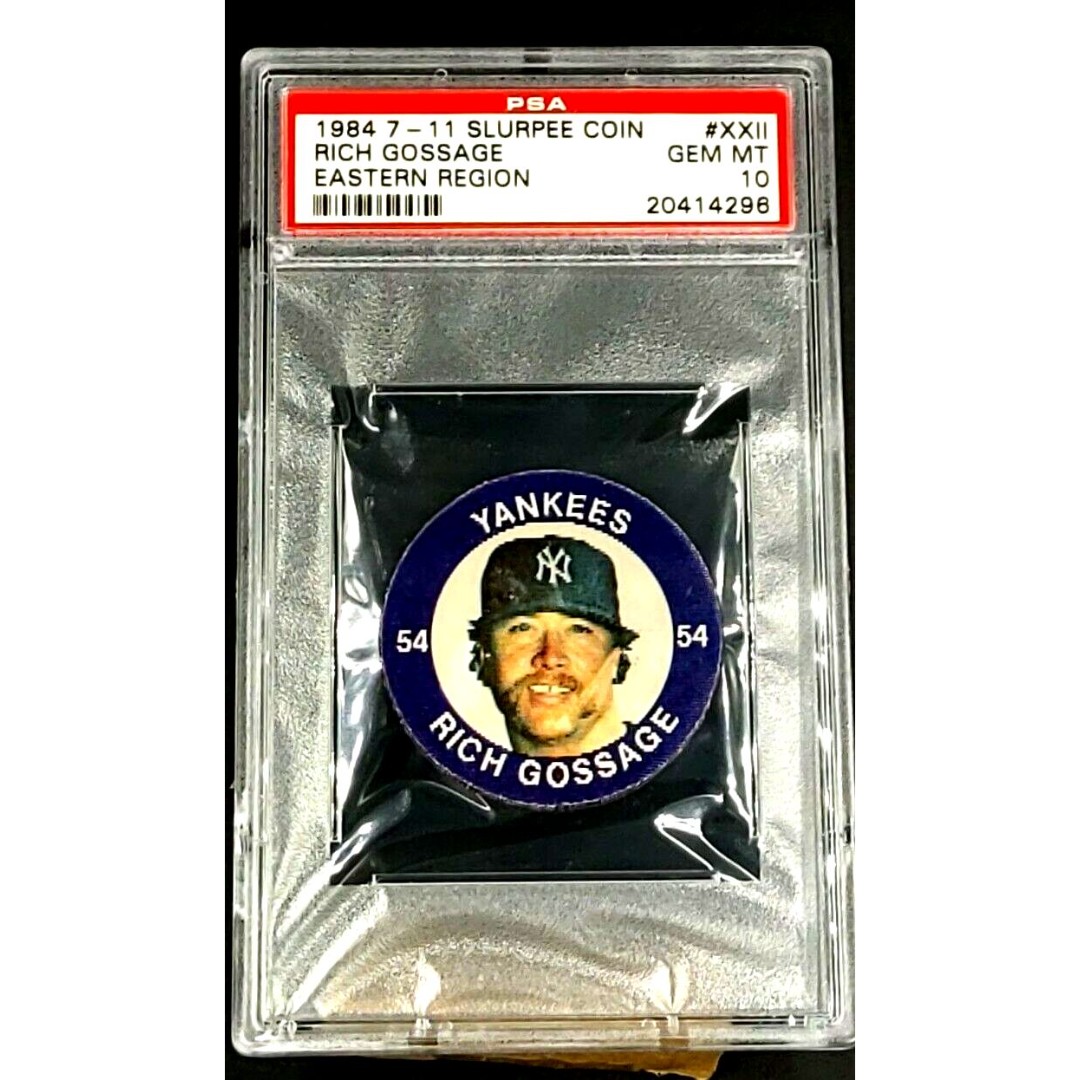 PSA
1984 7-11 SLURPEE COIN #XXII
RICH GOSSAGE GEM MT
EASTERN REGION 10
20414296
YANKEES
NY
54 54
RICH GOSSAGE